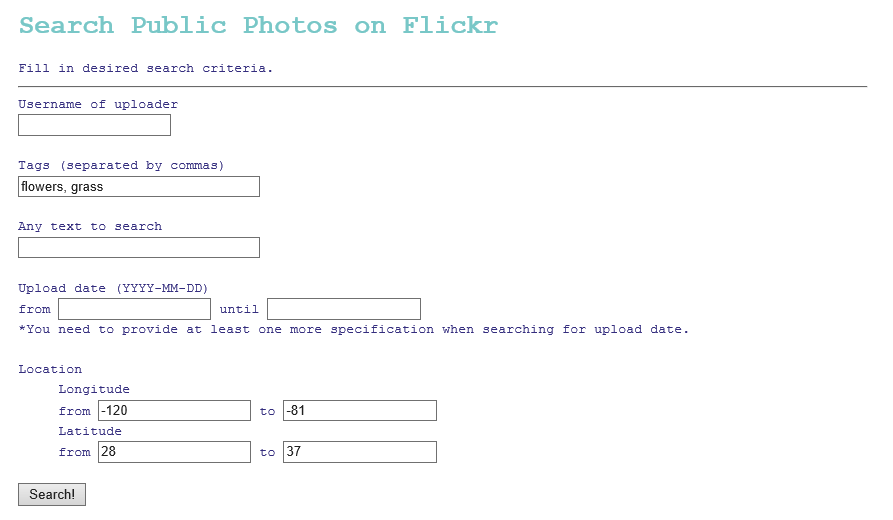 Search Public Photos on Flickr
Fill in desired search criteria.
Username of uploader
Tags (separated by commas)
flowers, grass
Any text to search
Upload date (YYYY-MM-DD)
from until
*You need to provide at least one more specification when searching for upload date.
Location
Longitude
from -120 to -81
Latitude
from 28 to 37
Search!